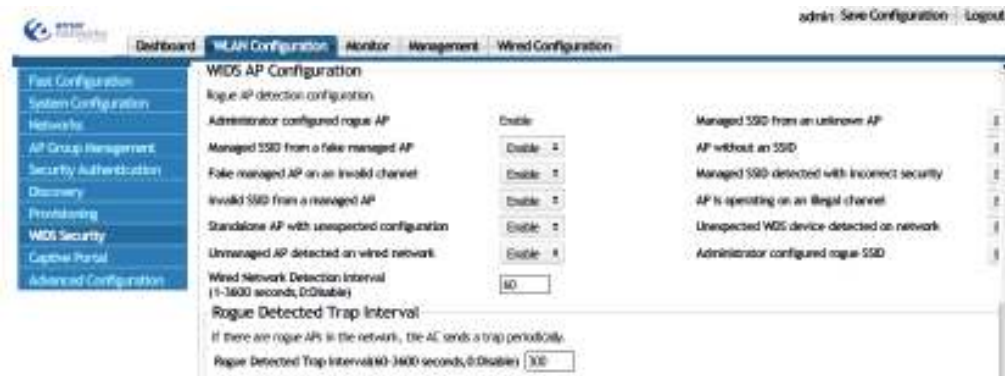 admin Save Configuration Logout
networks
Dashboard WLAN Configuration Monitor Management Wired Configuration
Fast Configuration
System Configuration
Networks
AP Group Management
Security Authentication
Discovery
Provisioning
WIDS Security
Captive Portal
Advanced Configuration
WIDS AP Configuration
Rogue AP detection configuration.
Administrator configured rogue AP Enable Managed SSID from an unknown AP
Managed SSID from a fake managed AP Enable AP without an SSID
Fake managed AP on an invalid channel Enable Managed SSID detected with incorrect security
Invalid SSID from a managed AP Enable AP is operating on an illegal channel
Standalone AP with unexpected configuration Enable Unexpected WDS device detected on network
Unmanaged AP detected on wired network Enable Administrator configured rogue SSID
Wired Network Detection Interval
(1-3600 seconds,0:Disable) 60
Rogue Detected Trap Interval
If there are rogue APs in the network, the AC sends a trap periodically.
Rogue Detected Trap Interval(60-3600 seconds,0:Disable) 300